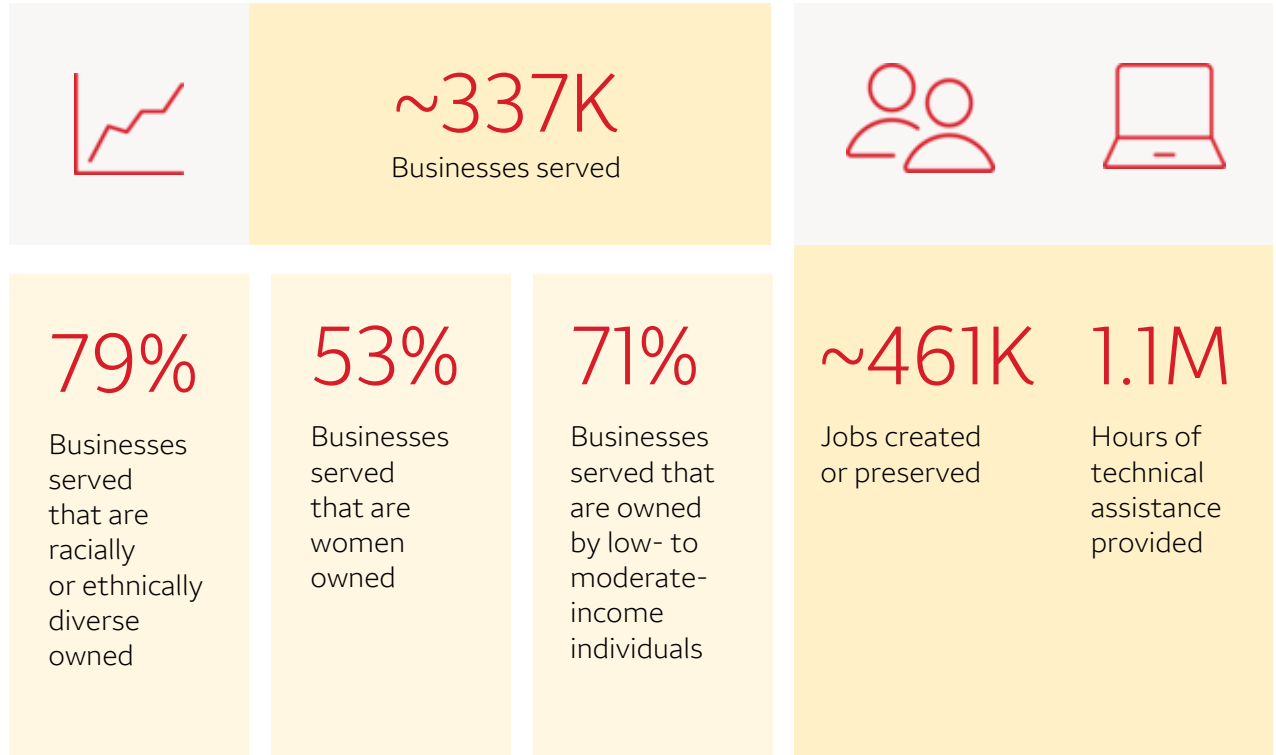 ~337K
Businesses served
79%
Businesses
served
that are
racially
or ethnically
diverse
owned
53%
Businesses
served
that are
women
owned
71%
Businesses
served that
are owned
by low- to
moderate-
income
individuals
~461K
Jobs created
or preserved
1.1M
Hours of
technical
assistance
provided